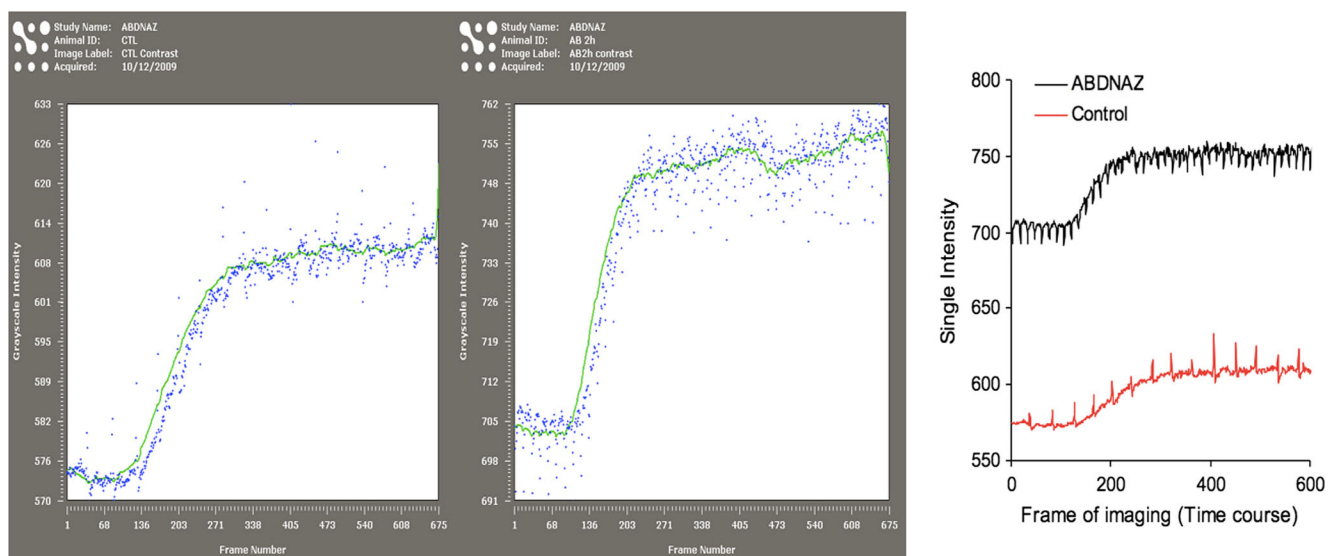 Study Name: ABDNAZ
Animal ID: CTL
Image Label: CTL Contrast
Acquired: 10/12/2009
633
626
620
614
608
601
595
589
582
576
570
Grayscale Intensity
1 68 136 203 271 338 405 473 540 608 675
Frame Number
Study Name: ABDNAZ
Animal ID: AB 2h
Image Label: AB2h contrast
Acquired: 10/12/2009
762
755
748
740
733
726
719
712
705
698
691
Grayscale Intensity
1 68 136 203 271 338 405 473 540 608 675
Frame Number
800
750
700
650
600
550
Single Intensity
ABDNAZ
Control
0 200 400 600
Frame of imaging (Time course)